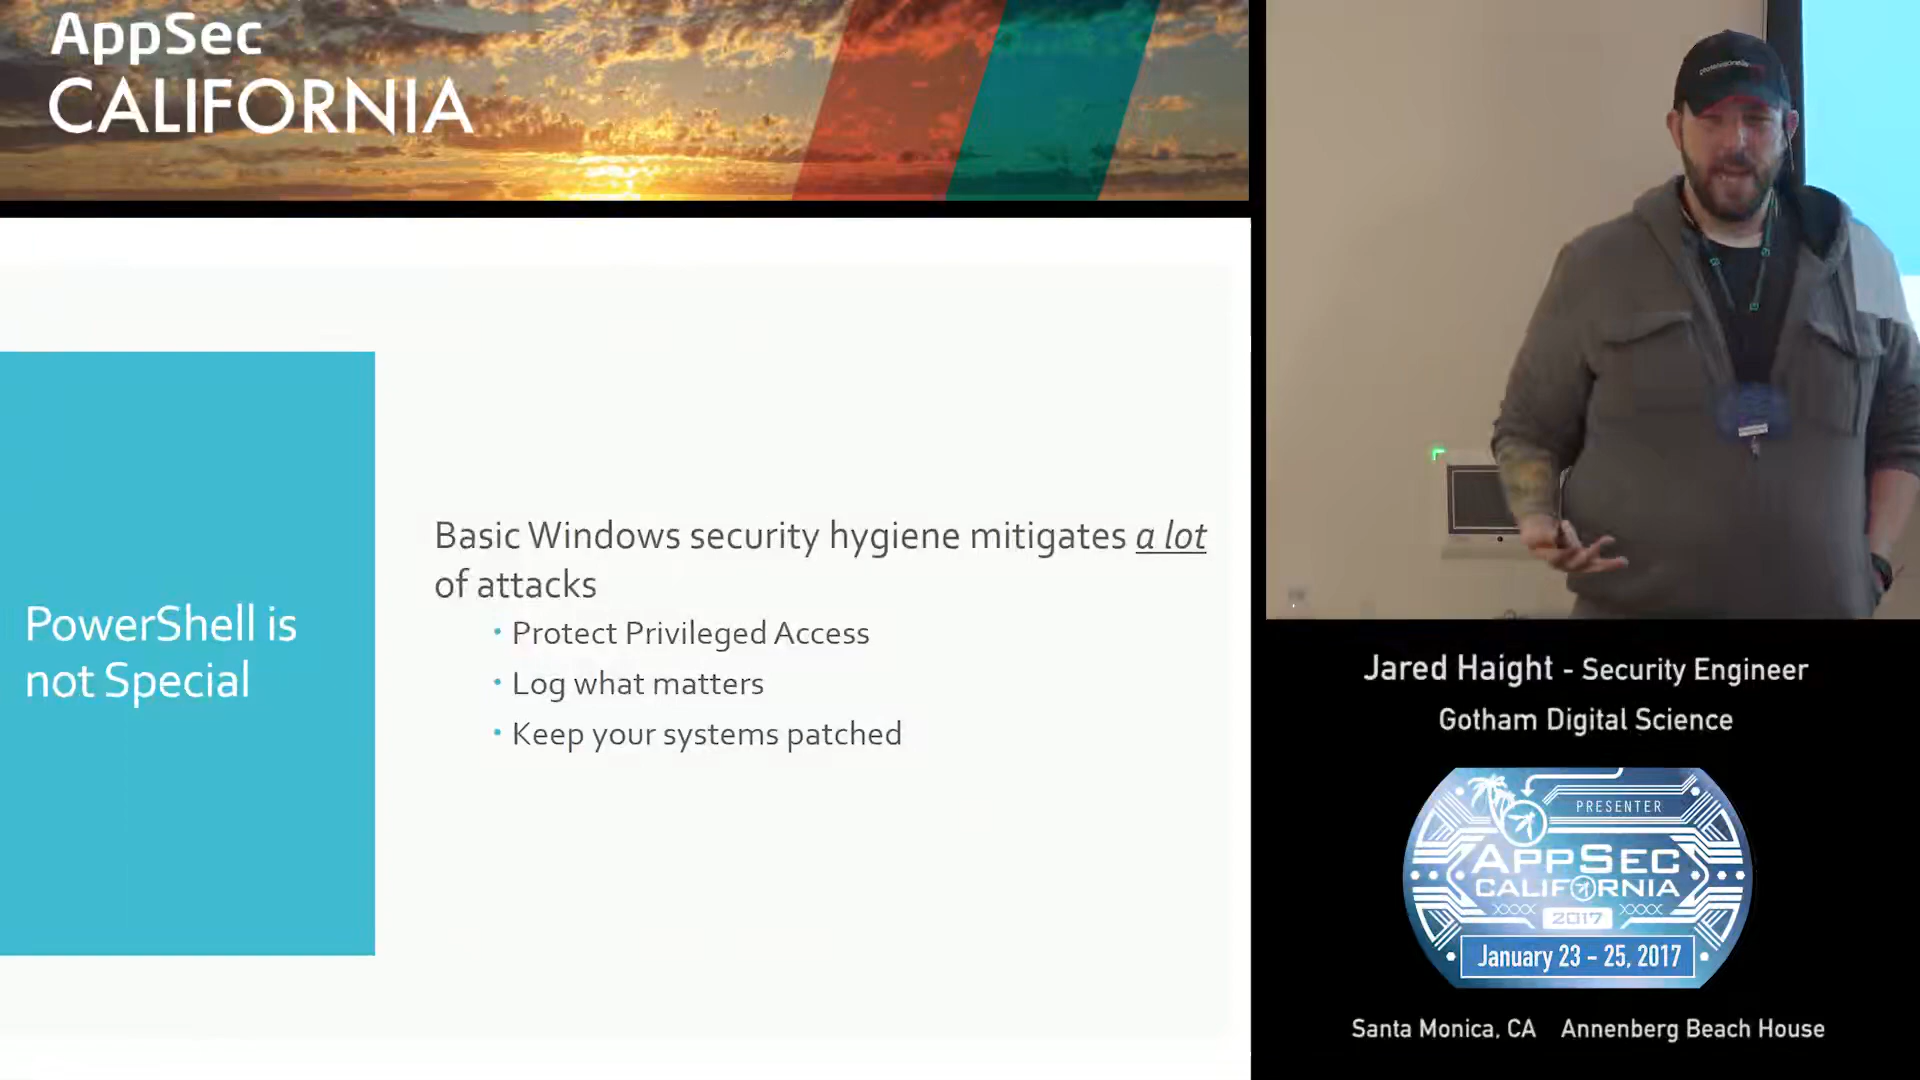 AppSec
CALIFORNIA
PowerShell is
not Special
Basic Windows security hygiene mitigates a lot
of attacks
• Protect Privileged Access
• Log what matters
• Keep your systems patched
Jared Haight - Security Engineer
Gotham Digital Science
PRESENTER
APPSEC
CALIFORNIA
2017
January 23 - 25, 2017
Santa Monica, CA Annenberg Beach House